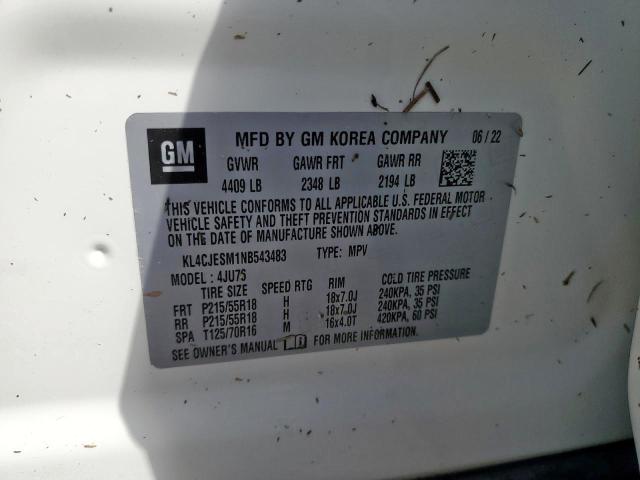 GM
MFD BY GM KOREA COMPANY 06/22
GVWR GAWR FRT GAWR RR
4409 LB 2348 LB 2194 LB
THIS VEHICLE CONFORMS TO ALL APPLICABLE U.S. FEDERAL MOTOR
VEHICLE SAFETY AND THEFT PREVENTION STANDARDS IN EFFECT
ON THE DATE OF MANUFACTURE SHOWN ABOVE.
KL4CJESM1NB543483 TYPE: MPV
MODEL: 4JU75
TIRE SIZE SPEED RTG RIM COLD TIRE PRESSURE
FRT P215/55R18 H 18x7.0J 240KPA, 35 PSI
RR P215/55R18 H 18x7.0J 240KPA, 35 PSI
SPA T125/70R16 M 16x4.0T 420KPA, 60 PSI
SEE OWNER'S MANUAL FOR MORE INFORMATION.